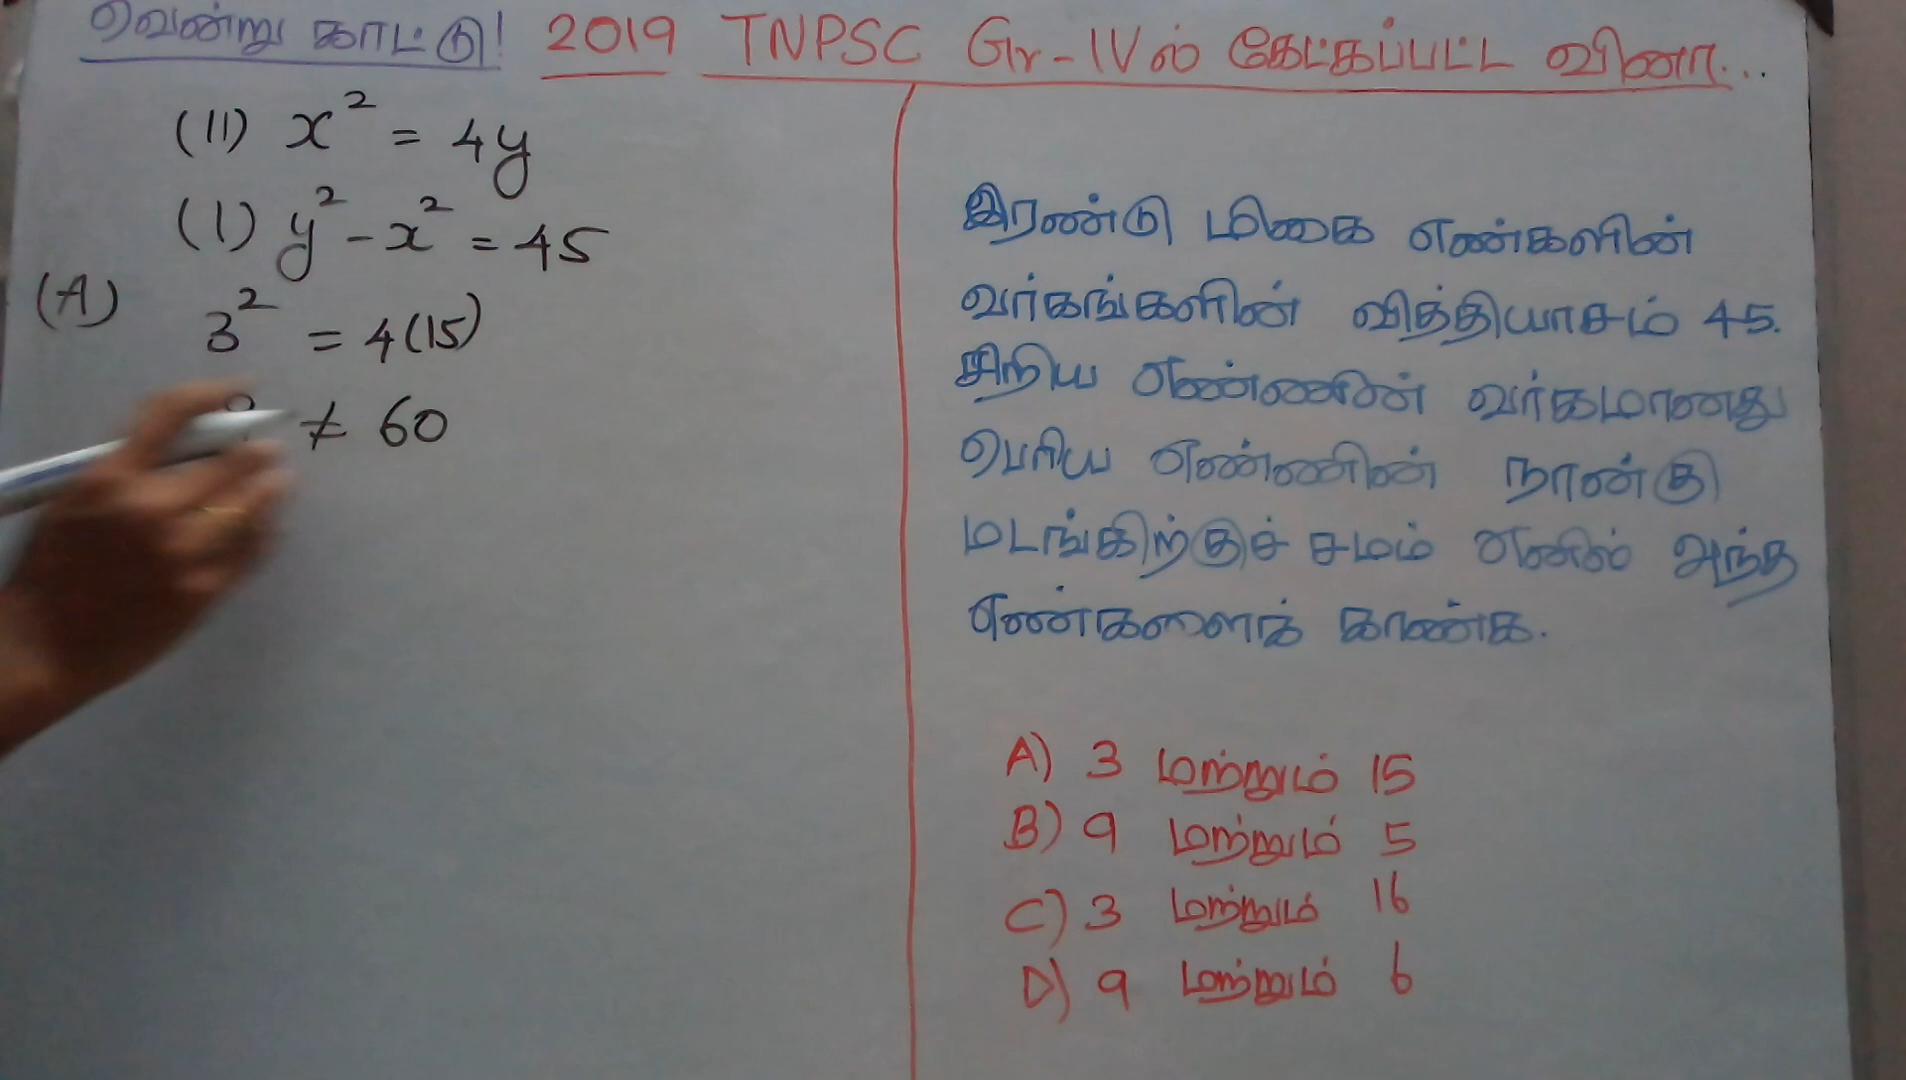 வென்று காட்டு! 2019 TNPSC Gr-IVல் கேட்கப்பட்ட வினா...
(II) x² = 4y
(I) y² - x² = 45
(A) 3² = 4(15)
9 ≠ 60
இரண்டு மிகை எண்களின்
வர்கங்களின் வித்தியாசம் 45.
சிறிய எண்ணின் வர்கமானது
பெரிய எண்ணின் நான்கு
மடங்கிற்குச் சமம் எனில் அந்த
எண்களைக் காண்க.
A) 3 மற்றும் 15
B) 9 மற்றும் 5
C) 3 மற்றும் 16
D) 9 மற்றும் 6